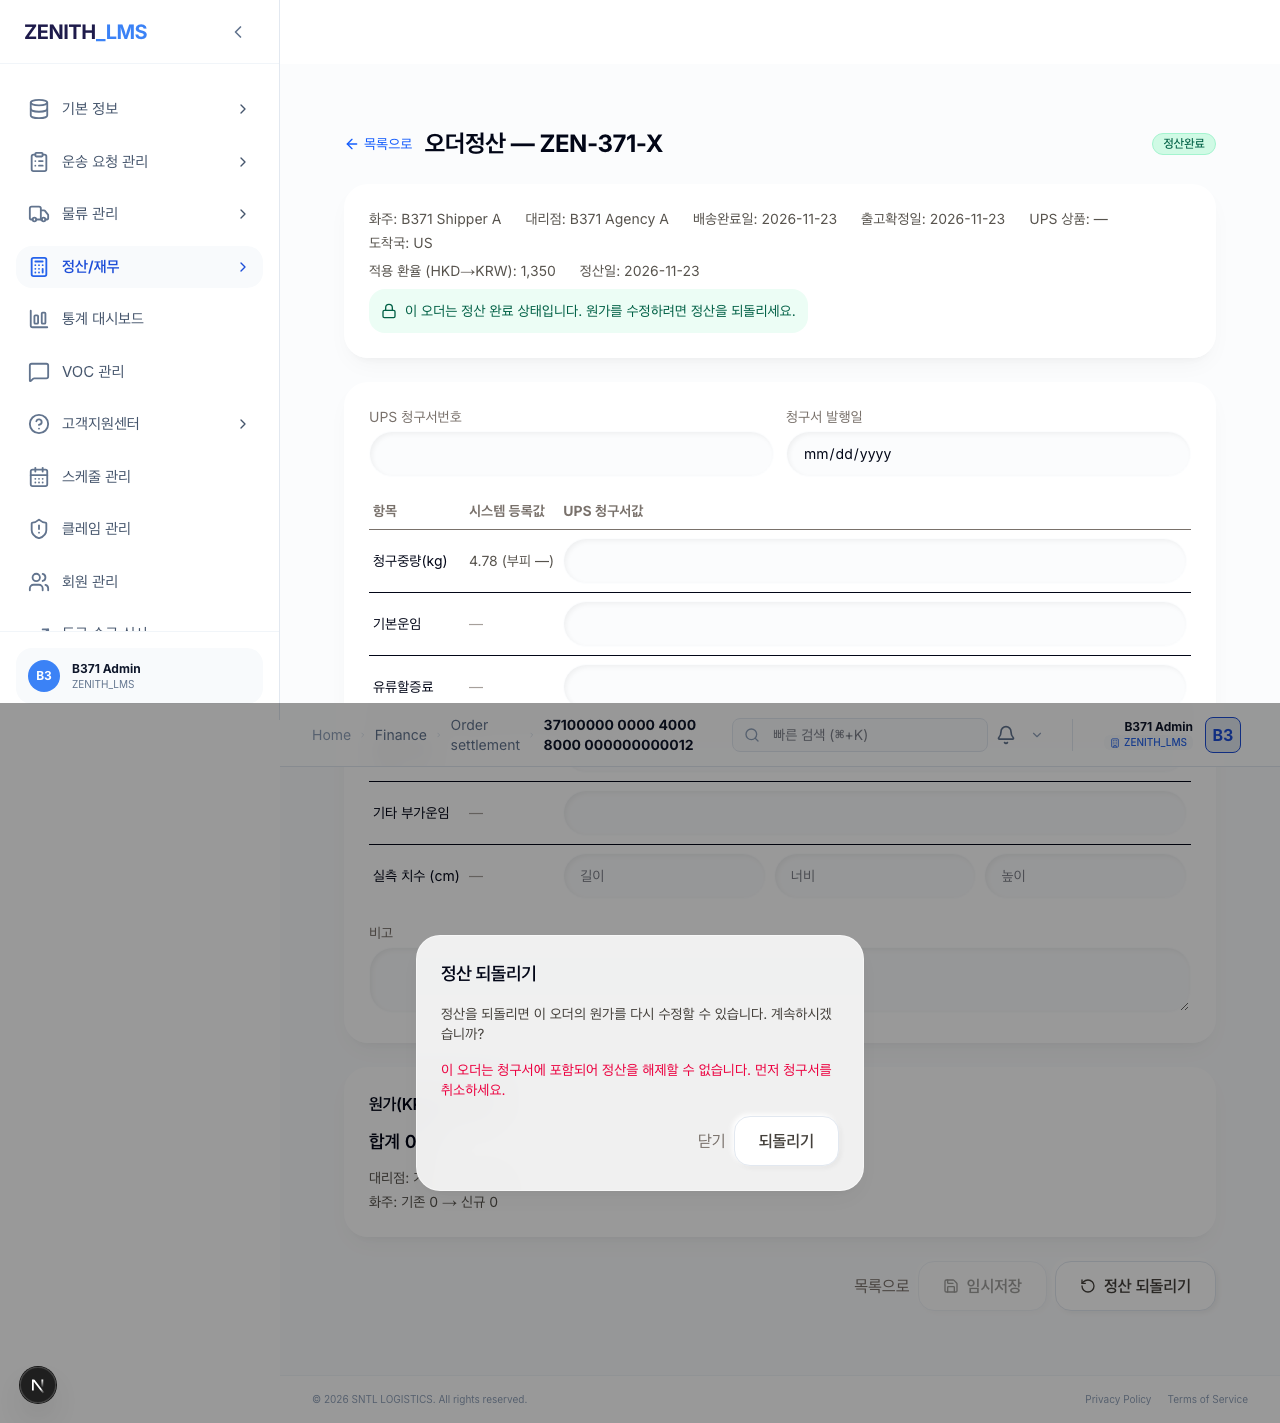 ZENITH_LMS
기본 정보
운송 요청 관리
물류 관리
정산/재무
통계 대시보드
VOC 관리
고객지원센터
스케줄 관리
클레임 관리
회원 관리
B3
B371 Admin
ZENITH_LMS
목록으로
오더정산 — ZEN-371-X
정산완료
화주: B371 Shipper A 대리점: B371 Agency A 배송완료일: 2026-11-23 출고확정일: 2026-11-23 UPS 상품: —
도착국: US
적용 환율 (HKD→KRW): 1,350 정산일: 2026-11-23
이 오더는 정산 완료 상태입니다. 원가를 수정하려면 정산을 되돌리세요.
UPS 청구서번호
청구서 발행일
mm/dd/yyyy
항목 시스템 등록값 UPS 청구서값
청구중량(kg) 4.78 (부피 —)
기본운임 —
유류할증료 —
Home Finance Order settlement 37100000 0000 4000 8000 000000000012
빠른 검색 (⌘+K)
B371 Admin
ZENITH_LMS
B3
기타 부가운임 —
실측 치수 (cm) — 길이 너비 높이
비고
정산 되돌리기
정산을 되돌리면 이 오더의 원가를 다시 수정할 수 있습니다. 계속하시겠
습니까?
이 오더는 청구서에 포함되어 정산을 해제할 수 없습니다. 먼저 청구서를
취소하세요.
닫기 되돌리기
합계
대리점:
화주: 기존 0 → 신규 0
목록으로 임시저장 정산 되돌리기
© 2026 SNTL LOGISTICS. All rights reserved.
Privacy Policy Terms of Service